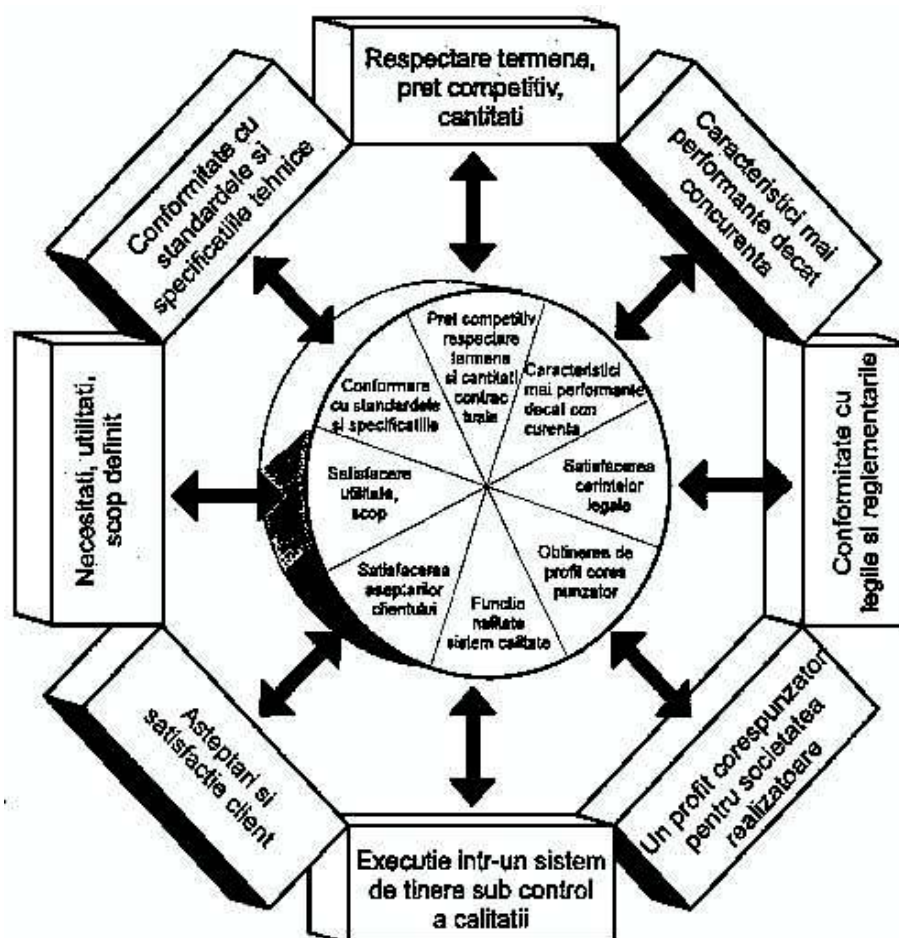 Respectare termene,
pret competitiv,
cantitati
Caracteristici mai
performante decat
concurenta
Conformitate cu
legile si reglementarile
Un profit corespunzator
pentru societatea
realizatoare
Executie intr-un sistem
de tinere sub control
a calitatii
Asteptari si
satisfactie client
Necesitati, utilitati,
scop definit
Conformitate cu
standardele si
specificatiile tehnice
Pret competitiv
respectare
termene
si cantitati
contrac
tuale
Caracteristici
mai performante
decat con
curenta
Satisfacerea
cerintelor
legale
Obtinerea de
profit cores
punzator
Functio
nalitate
sistem calitate
Satisfacerea
aseptarilor
clientului
Satisfacere
utilitate,
scop
Conformare
cu standardele
si specificatiile